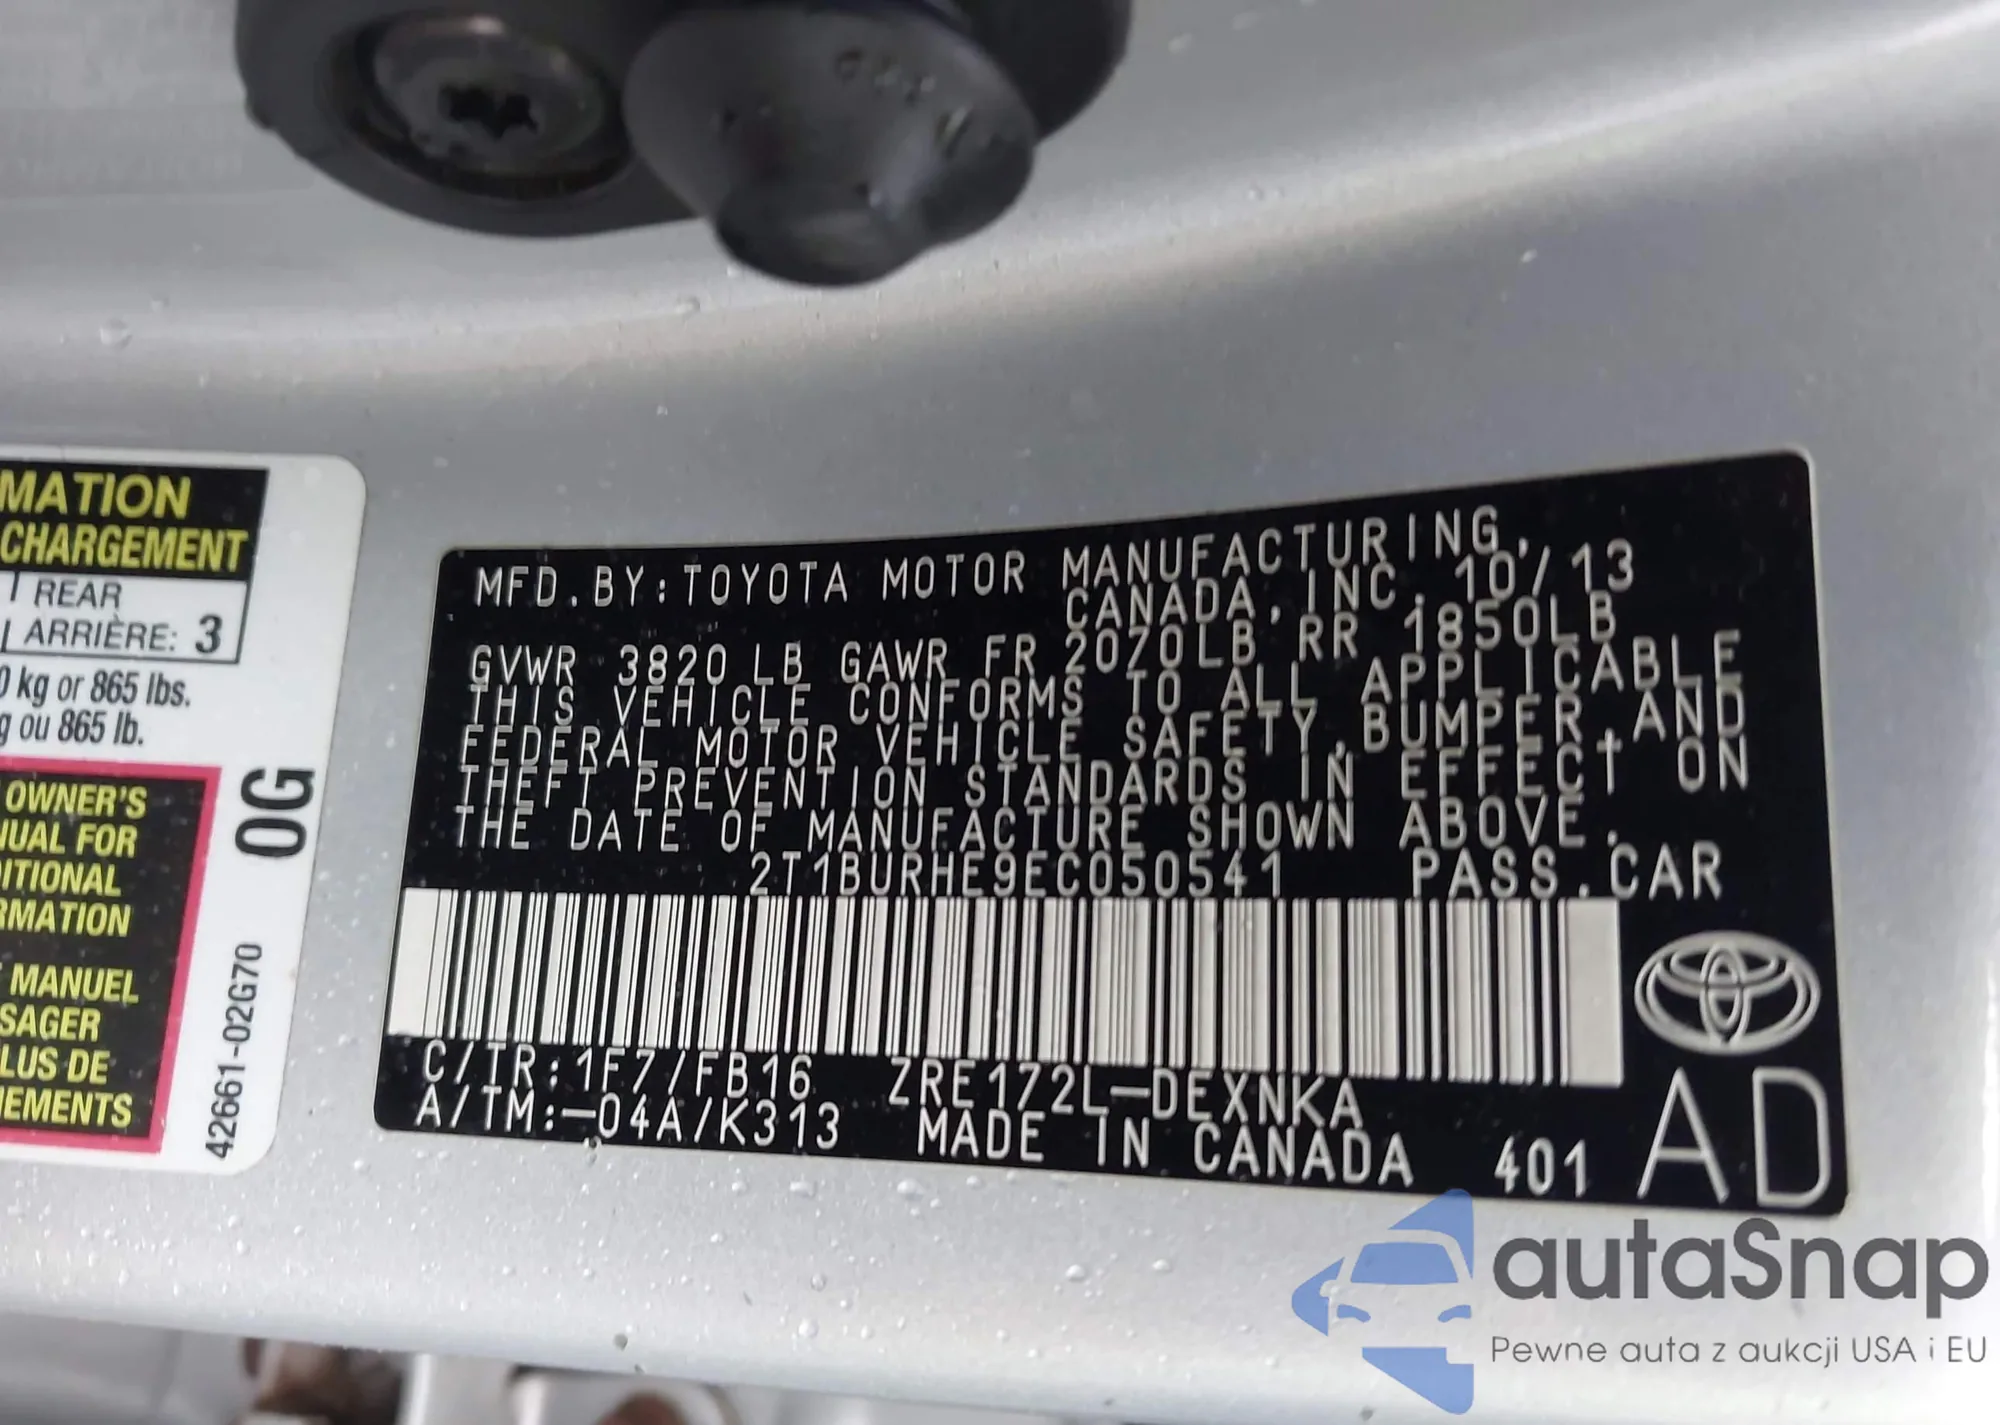 MATION
CHARGEMENT
REAR
ARRIÈRE: 3
0 kg or 865 lbs.
g ou 865 lb.
OWNER'S
UAL FOR
ITIONAL
RMATION
MANUEL
SAGER
LUS DE
EMENTS
0G
42661-02G70
MFD.BY:TOYOTA MOTOR MANUFACTURING,
CANADA,INC. 10/13
GVWR 3820 LB GAWR FR 2070LB RR 1850LB
THIS VEHICLE CONFORMS TO ALL APPLICABLE
FEDERAL MOTOR VEHICLE SAFETY,BUMPER,AND
THEFT PREVENTION STANDARDS IN EFFECT ON
THE DATE OF MANUFACTURE SHOWN ABOVE.
2T1BURHE9EC050541 PASS.CAR
C/TR:1F7/FB16 ZRE172L-DEXNKA
A/TM:-04A/K313 MADE IN CANADA 401
AD
autaSnap
Pewne auta z aukcji USA i EU